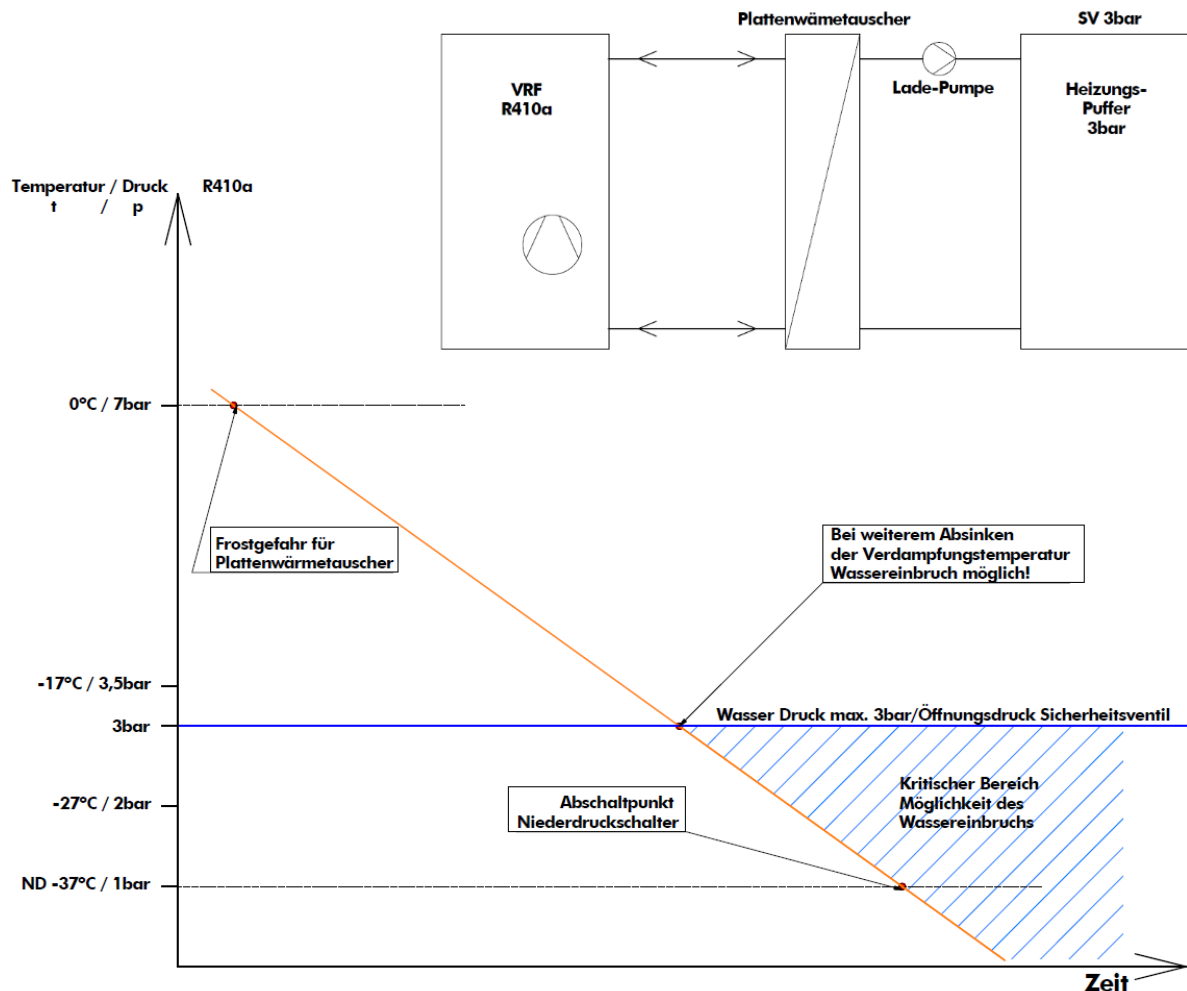 Plattenwämetauscher
SV 3bar
VRF
R410a
Lade-Pumpe
Heizungs-
Puffer
3bar
Temperatur / Druck
t / p
R410a
0°C / 7bar
Frostgefahr für
Plattenwärmetauscher
Bei weiterem Absinken
der Verdampfungstemperatur
Wassereinbruch möglich!
-17°C / 3,5bar
3bar
Wasser Druck max. 3bar/Öffnungsdruck Sicherheitsventil
-27°C / 2bar
Abschaltpunkt
Niederdruckschalter
Kritischer Bereich
Möglichkeit des
Wassereinbruchs
ND -37°C / 1bar
Zeit